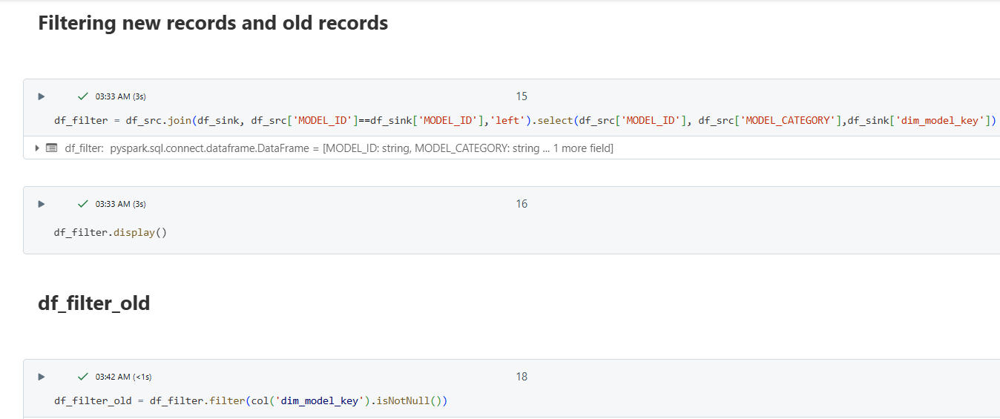 Filtering new records and old records
03:33 AM (3s)
15
df_filter = df_src.join(df_sink, df_src['MODEL_ID']==df_sink['MODEL_ID'],'left').select(df_src['MODEL_ID'], df_src['MODEL_CATEGORY'],df_sink['dim_model_key'])
df_filter: pyspark.sql.connect.dataframe.DataFrame = [MODEL_ID: string, MODEL_CATEGORY: string ... 1 more field]
03:33 AM (3s)
16
df_filter.display()
df_filter_old
03:42 AM (<1s)
18
df_filter_old = df_filter.filter(col('dim_model_key').isNotNull())